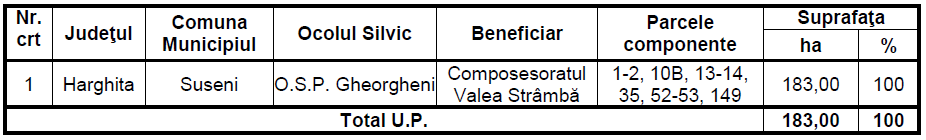 Nr. crt | Judeţul | Comuna Municipiul | Ocolul Silvic | Beneficiar | Parcele componente | Suprafaţa
ha | %
1 | Harghita | Suseni | O.S.P. Gheorgheni | Composesoratul Valea Strâmbă | 1-2, 10B, 13-14, 35, 52-53, 149 | 183,00 | 100
Total U.P. | 183,00 | 100